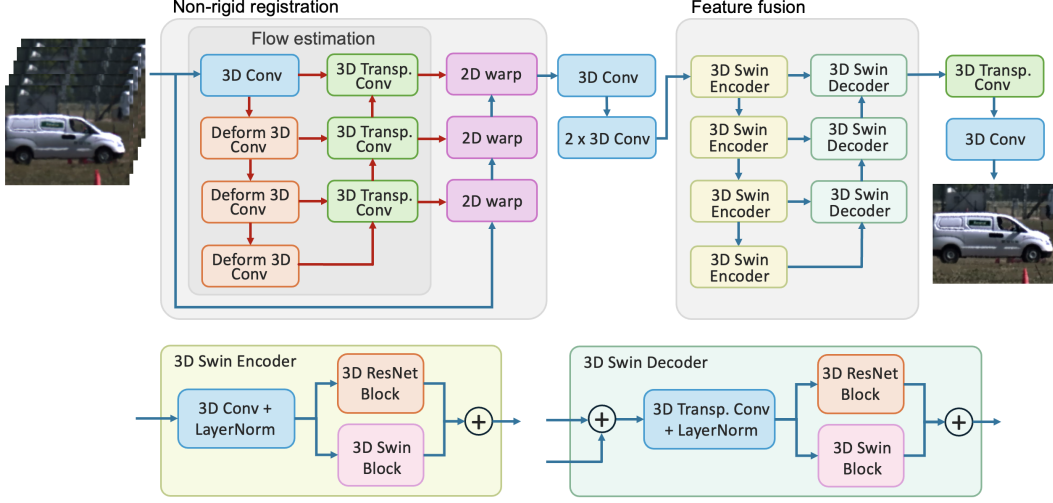 Non-rigid registration
Feature fusion
Flow estimation
3D Conv
3D Transp.
Conv
2D warp
3D Conv
3D Swin
Encoder
3D Swin
Decoder
3D Transp.
Conv
Deform 3D
Conv
3D Transp.
Conv
2D warp
2 x 3D Conv
3D Swin
Encoder
3D Swin
Decoder
3D Conv
Deform 3D
Conv
3D Transp.
Conv
2D warp
3D Swin
Encoder
3D Swin
Decoder
Deform 3D
Conv
3D Swin
Encoder
3D Swin Encoder
3D Conv +
LayerNorm
3D ResNet
Block
3D Swin
Block
+
3D Swin Decoder
+
3D Transp. Conv
+ LayerNorm
3D ResNet
Block
3D Swin
Block
+